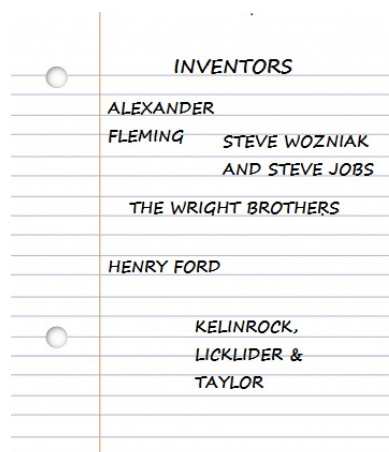 INVENTORS
ALEXANDER
FLEMING
STEVE WOZNIAK
AND STEVE JOBS
THE WRIGHT BROTHERS
HENRY FORD
KELINROCK,
LICKLIDER &
TAYLOR